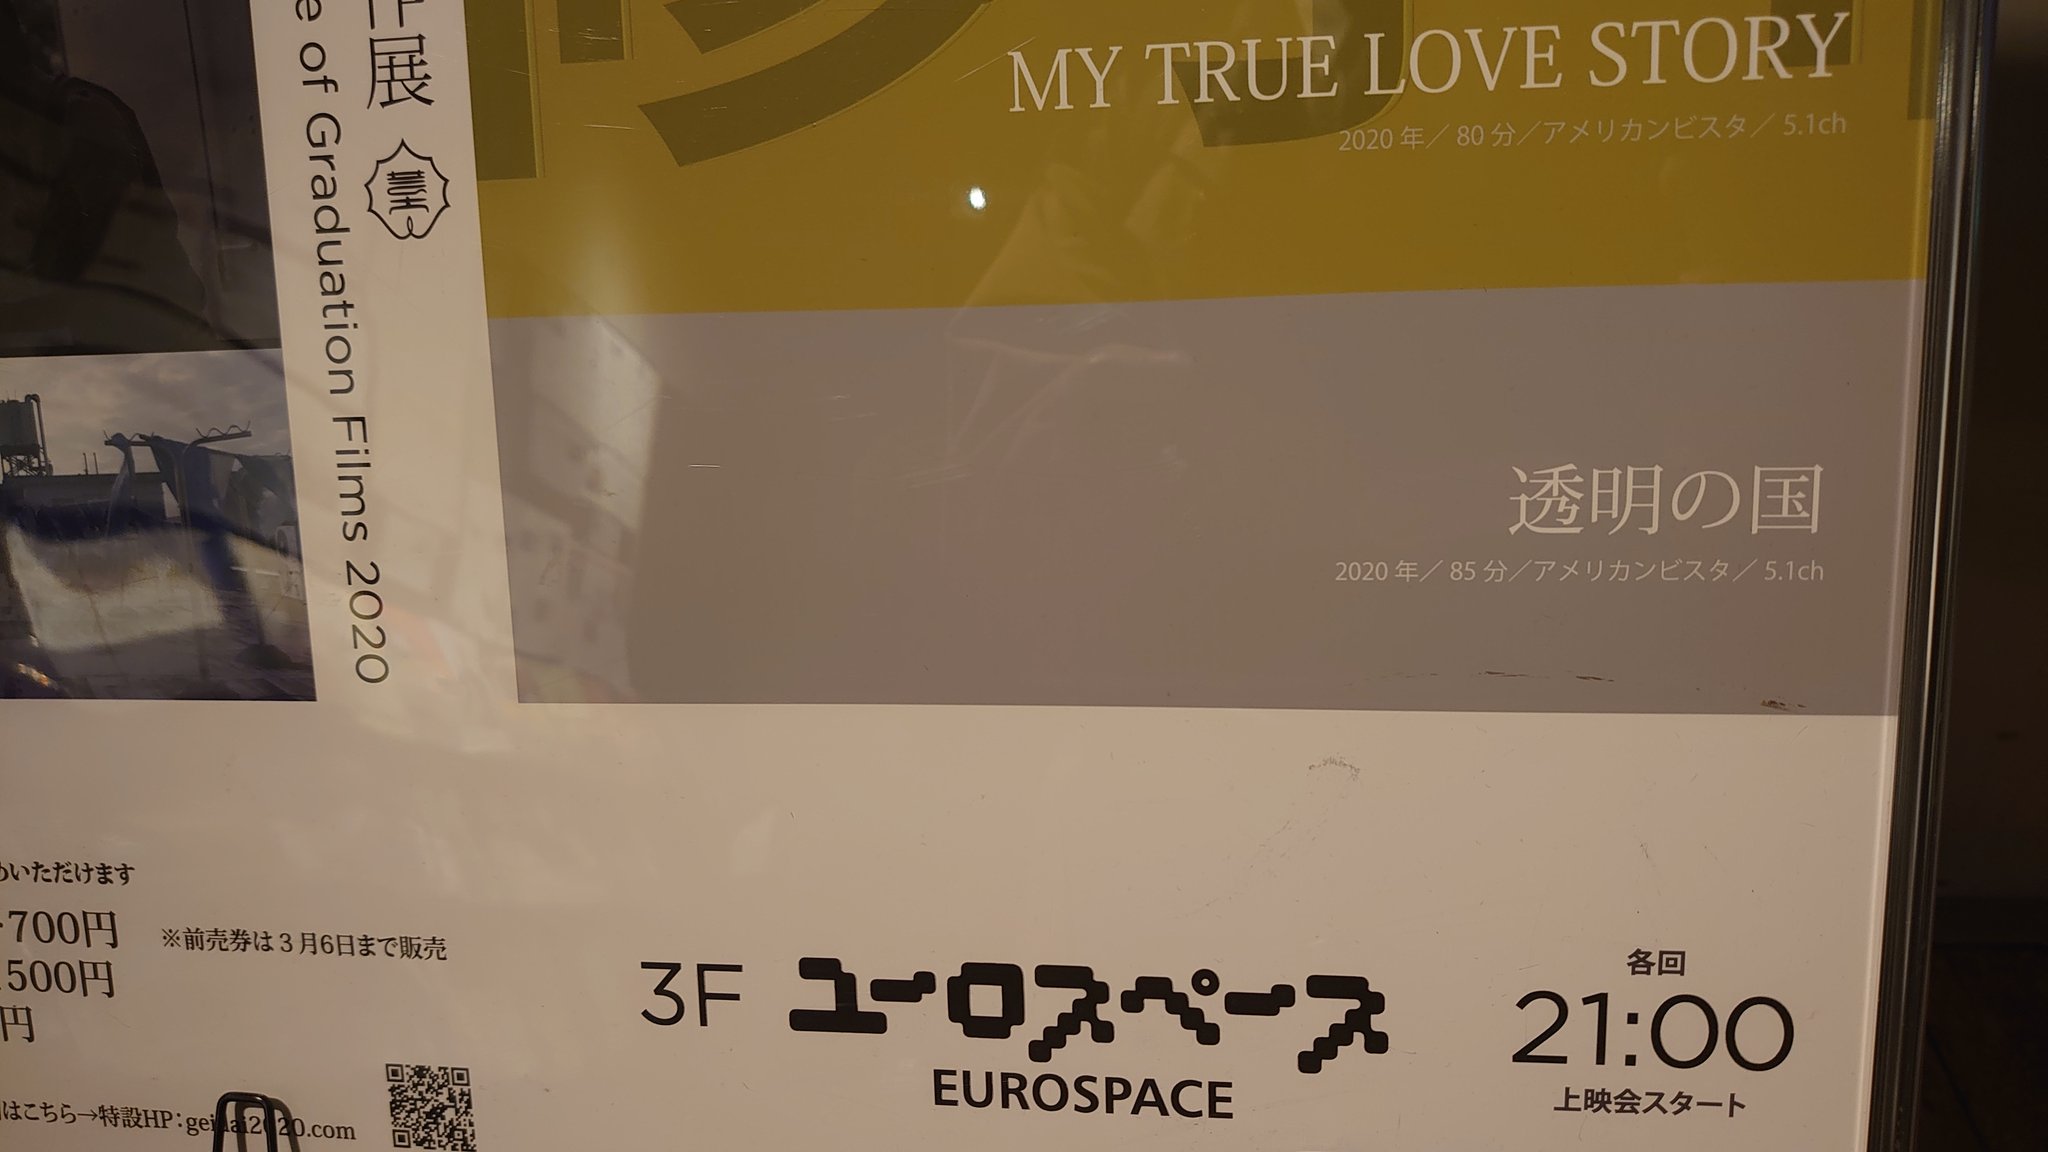 展
of Graduation Films 2020
MY TRUE LOVE STORY
2020年／80分／アメリカンビスタ／5.1ch
透明の国
2020年／85分／アメリカンビスタ／5.1ch
いただけます
700円
500円
円
※前売券は3月6日まで販売
はこちら→特設HP：geidai2020.com
3F ユーロスペース
EUROSPACE
各回
21:00
上映会スタート